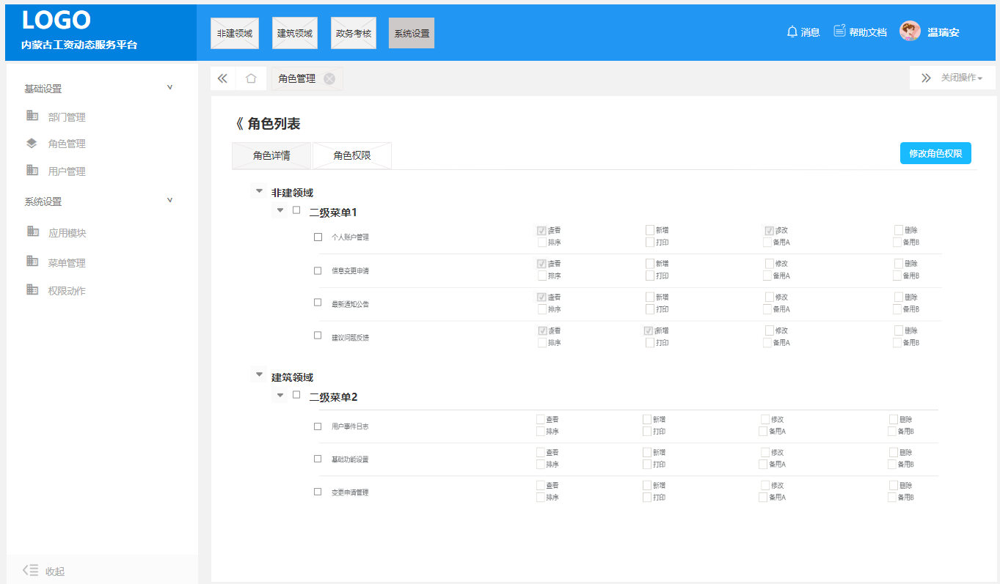 LOGO
内蒙古工资动态服务平台
非建领域 建筑领域 政务考核 系统设置
消息 帮助文档 温瑞安
角色管理
关闭操作
基础设置
部门管理
角色管理
用户管理
系统设置
应用模块
菜单管理
权限动作
收起
《 角色列表
角色详情 角色权限
修改角色权限
非建领域
二级菜单1
个人账户管理
查看 新增 修改 删除
排序 打印 备用A 备用B
信息变更申请
查看 新增 修改 删除
排序 打印 备用A 备用B
最新通知公告
查看 新增 修改 删除
排序 打印 备用A 备用B
建议问题反馈
查看 新增 修改 删除
排序 打印 备用A 备用B
建筑领域
二级菜单2
用户事件日志
查看 新增 修改 删除
排序 打印 备用A 备用B
基础功能设置
查看 新增 修改 删除
排序 打印 备用A 备用B
变更申请管理
查看 新增 修改 删除
排序 打印 备用A 备用B